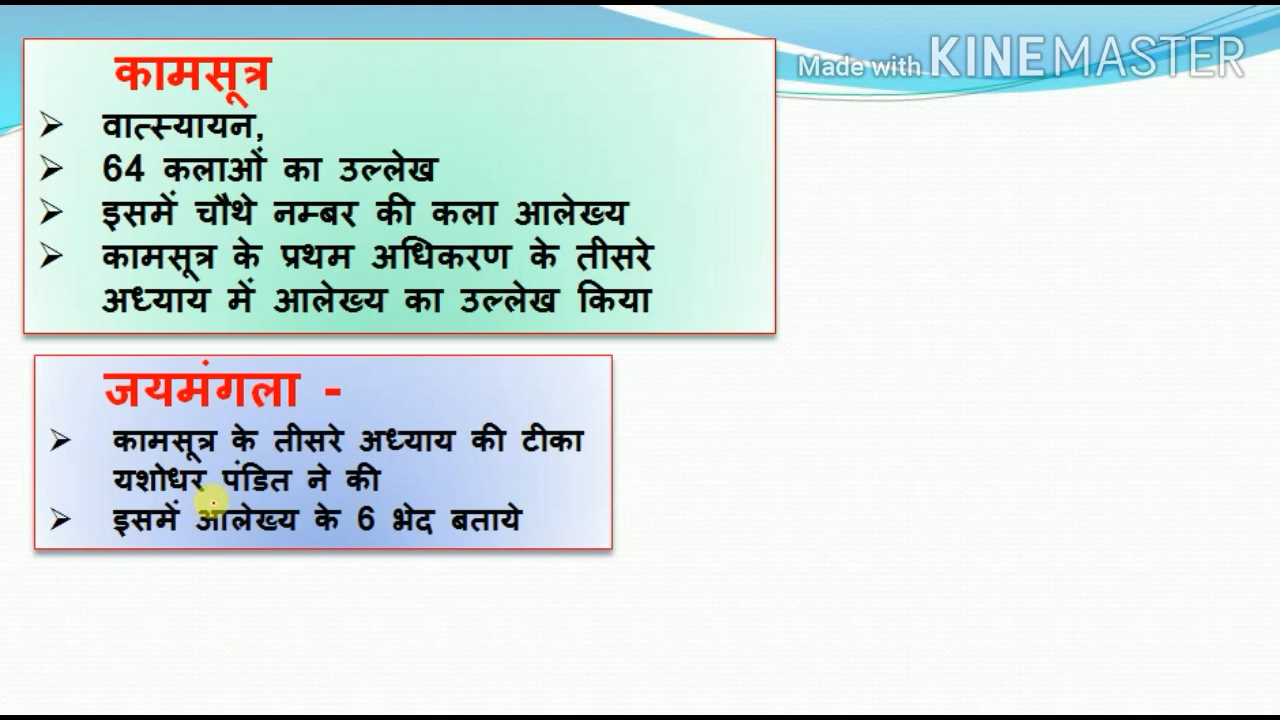 Made with KINEMASTER
कामसूत्र
वात्स्यायन,
64 कलाओं का उल्लेख
इसमें चौथे नम्बर की कला आलेख्य
कामसूत्र के प्रथम अधिकरण के तीसरे
अध्याय में आलेख्य का उल्लेख किया
जयमंगला -
कामसूत्र के तीसरे अध्याय की टीका
यशोधर पंडित ने की
इसमें आलेख्य के 6 भेद बताये